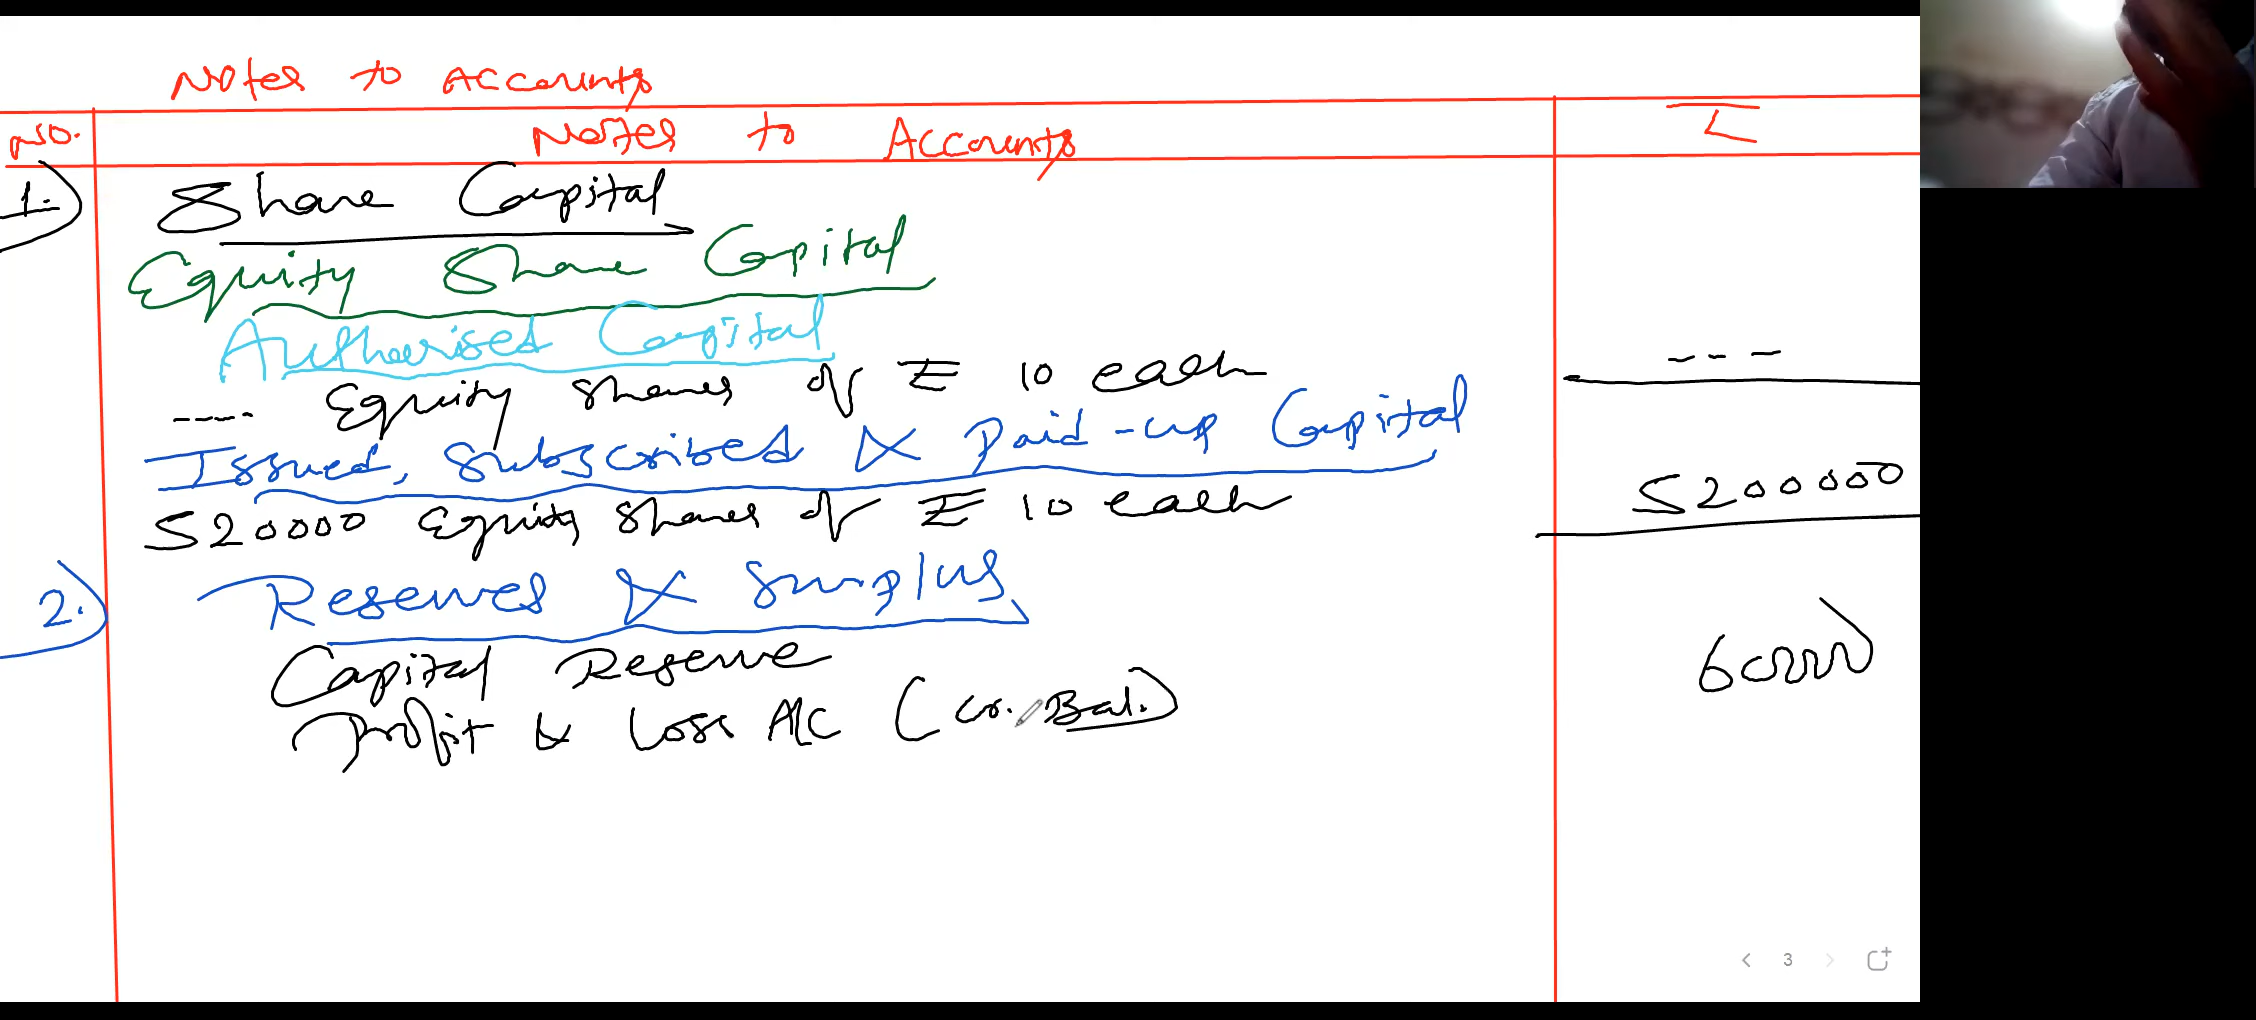 Notes to Accounts
No. Notes to Accounts ₹
1. Share Capital
Equity Share Capital
Authorised Capital
---- Equity shares of ₹ 10 each ---
Issued, Subscribed & Paid-up Capital
520000 Equity shares of ₹ 10 each 5200000
2. Reserves & Surplus
Capital Reserve
Profit & Loss A/C (Cr. Bal.)
3